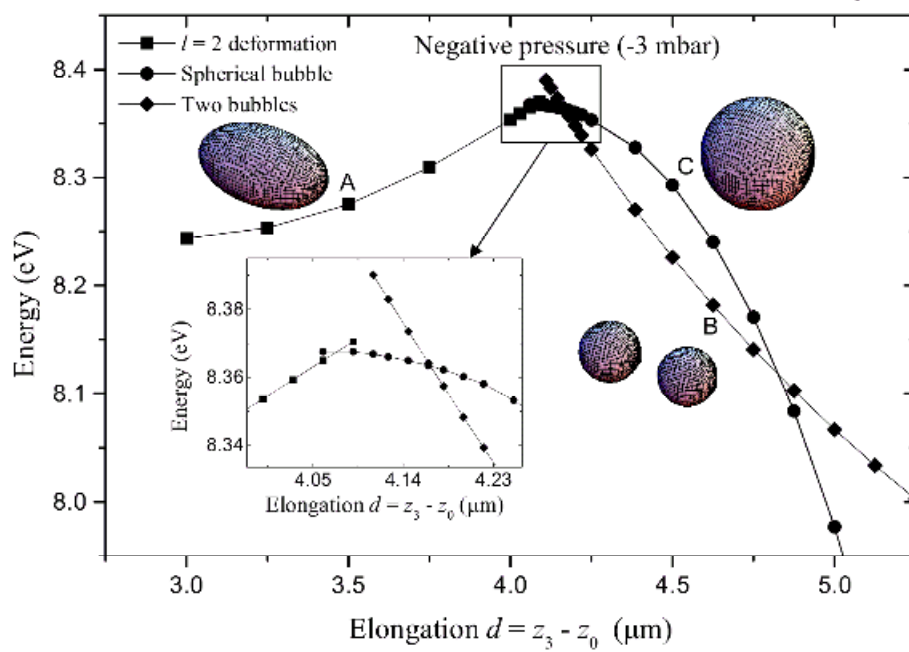 l = 2 deformation
Spherical bubble
Two bubbles
Negative pressure (-3 mbar)
8.4
8.3
8.2
8.1
8.0
Energy (eV)
A
C
B
8.38
8.36
8.34
Energy (eV)
4.05 4.14 4.23
Elongation d = z3 - z0 (μm)
3.0 3.5 4.0 4.5 5.0
Elongation d = z3 - z0 (μm)